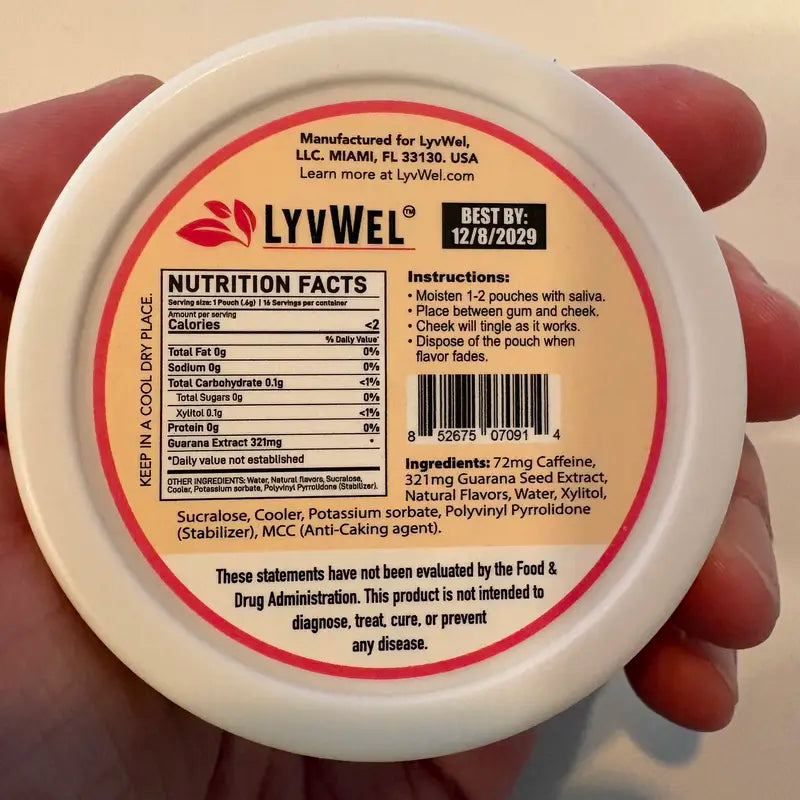 Manufactured for LyvWel,
LLC. MIAMI, FL 33130. USA
Learn more at LyvWel.com
LYVWEL™
BEST BY:
12/8/2029
KEEP IN A COOL DRY PLACE.
NUTRITION FACTS
Serving size: 1 Pouch (.6g) | 16 Servings per container
Amount per serving
Calories <2
% Daily Value*
Total Fat 0g 0%
Sodium 0g 0%
Total Carbohydrate 0.1g <1%
Total Sugars 0g 0%
Xylitol 0.1g <1%
Protein 0g 0%
Guarana Extract 321mg *
*Daily value not established
OTHER INGREDIENTS: Water, Natural flavors, Sucralose,
Cooler, Potassium sorbate, Polyvinyl Pyrrolidone (Stabilizer).
Instructions:
• Moisten 1-2 pouches with saliva.
• Place between gum and cheek.
• Cheek will tingle as it works.
• Dispose of the pouch when
flavor fades.
8 52675 07091 4
Ingredients: 72mg Caffeine,
321mg Guarana Seed Extract,
Natural Flavors, Water, Xylitol,
Sucralose, Cooler, Potassium sorbate, Polyvinyl Pyrrolidone
(Stabilizer), MCC (Anti-Caking agent).
These statements have not been evaluated by the Food &
Drug Administration. This product is not intended to
diagnose, treat, cure, or prevent
any disease.